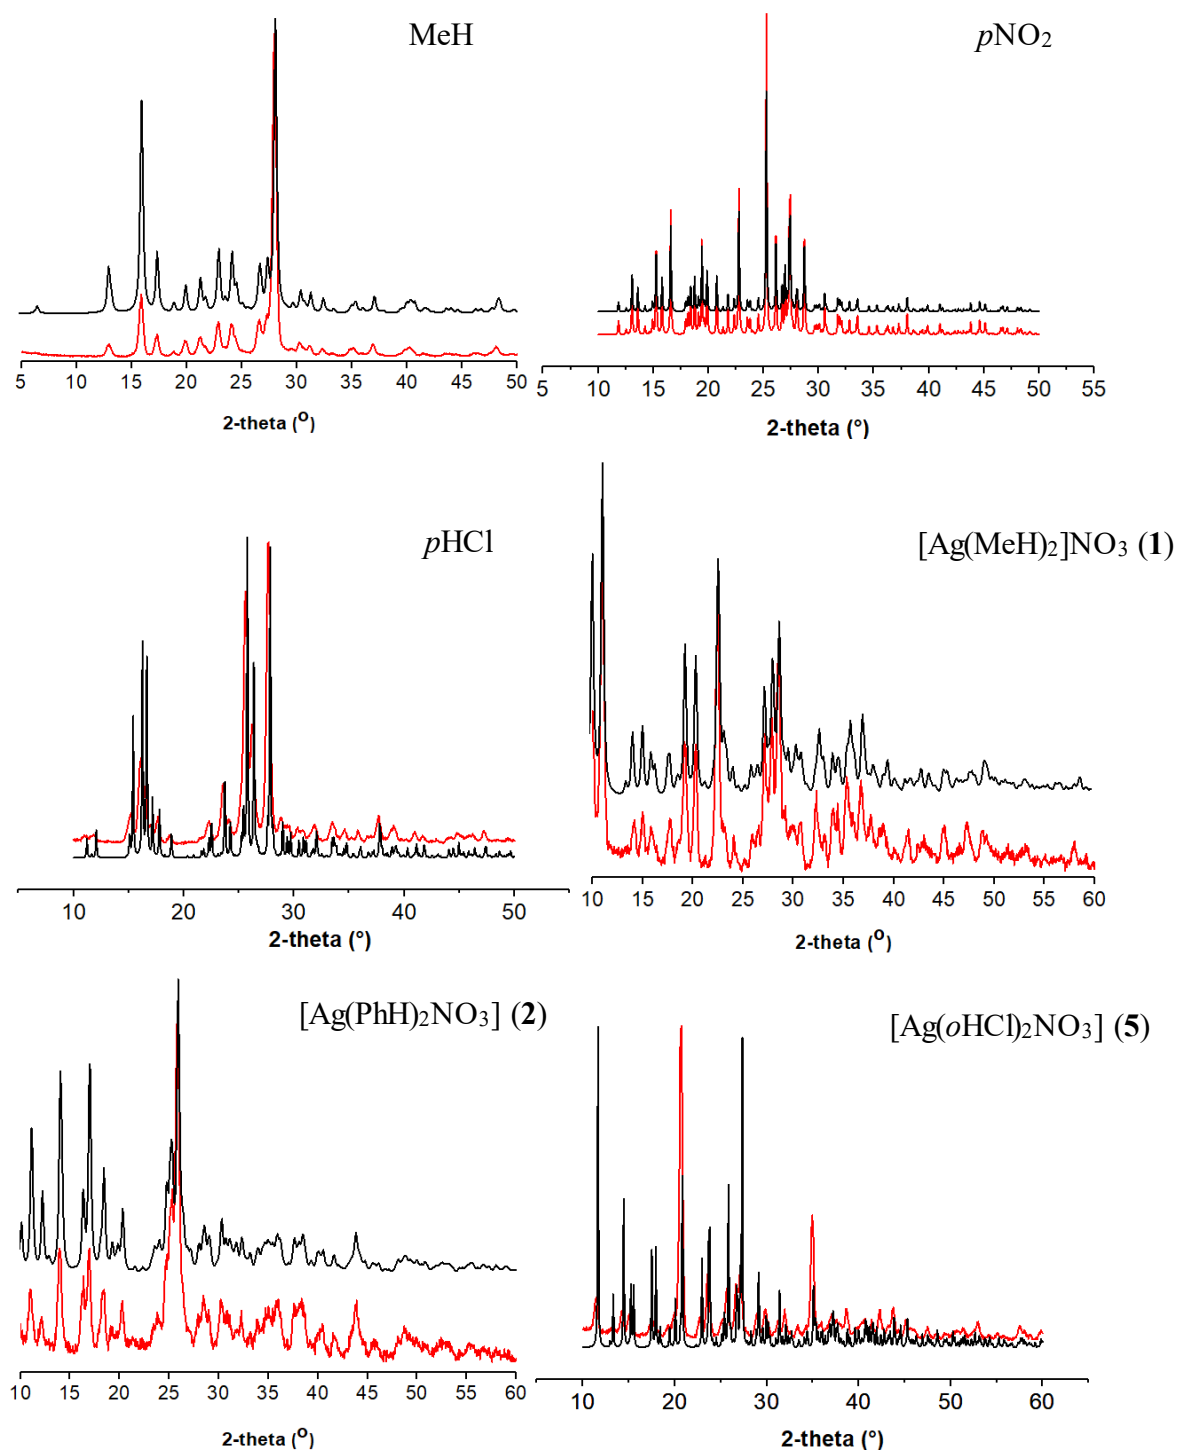 MeH
pNO₂
5 10 15 20 25 30 35 40 45 50
2-theta (°)
5 10 15 20 25 30 35 40 45 50 55
2-theta (°)
pHCl
[Ag(MeH)₂]NO₃ (1)
10 20 30 40 50
2-theta (°)
10 15 20 25 30 35 40 45 50 55 60
2-theta (°)
[Ag(PhH)₂NO₃] (2)
[Ag(oHCl)₂NO₃] (5)
10 15 20 25 30 35 40 45 50 55 60
2-theta (°)
10 20 30 40 50 60
2-theta (°)